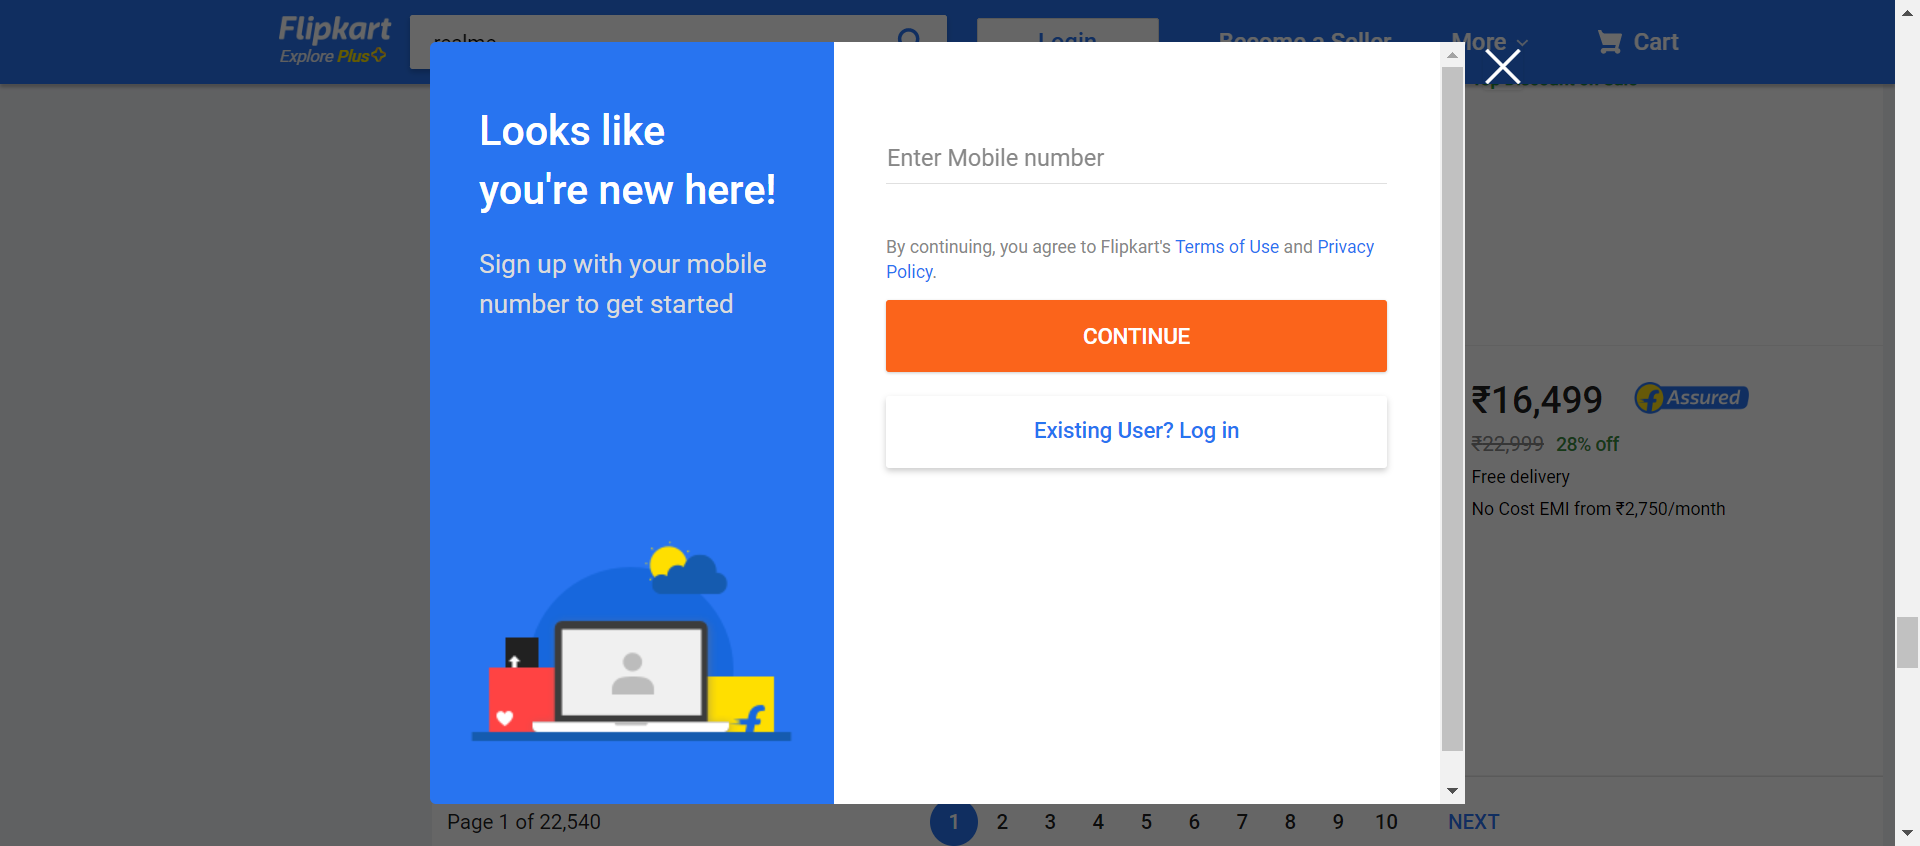 Flipkart
Explore Plus
realme
Login
Become a Seller
More
Cart
Looks like
you're new here!
Sign up with your mobile
number to get started
Enter Mobile number
By continuing, you agree to Flipkart's Terms of Use and Privacy
Policy.
CONTINUE
Existing User? Log in
₹16,499
Assured
₹22,999 28% off
Free delivery
No Cost EMI from ₹2,750/month
Page 1 of 22,540
1 2 3 4 5 6 7 8 9 10 NEXT